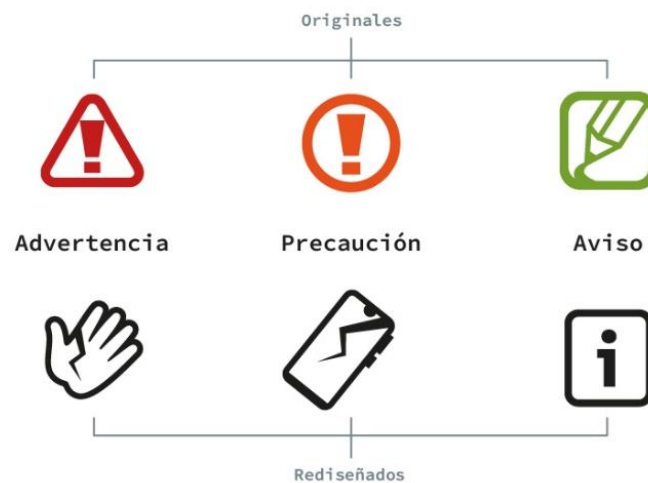 Originales
Advertencia
Precaución
Aviso
i
Rediseñados